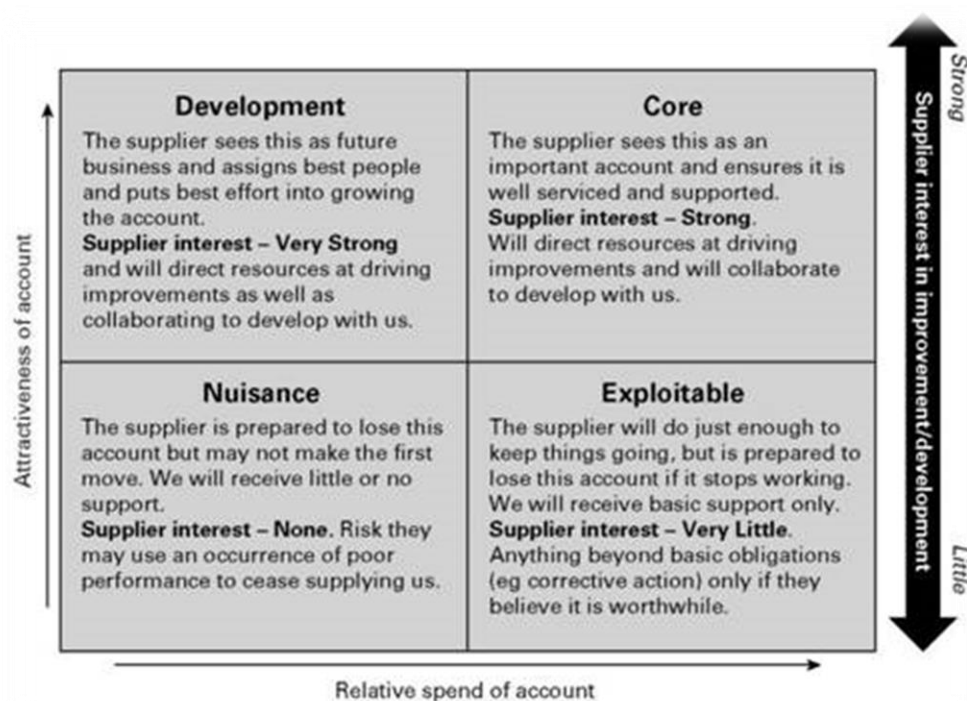 Development
The supplier sees this as future
business and assigns best people
and puts best effort into growing
the account.
Supplier interest – Very Strong
and will direct resources at driving
improvements as well as
collaborating to develop with us.
Core
The supplier sees this as an
important account and ensures it is
well serviced and supported.
Supplier interest – Strong.
Will direct resources at driving
improvements and will collaborate
to develop with us.
Nuisance
The supplier is prepared to lose this
account but may not make the first
move. We will receive little or no
support.
Supplier interest – None. Risk they
may use an occurrence of poor
performance to cease supplying us.
Exploitable
The supplier will do just enough to
keep things going, but is prepared to
lose this account if it stops working.
We will receive basic support only.
Supplier interest – Very Little.
Anything beyond basic obligations
(eg corrective action) only if they
believe it is worthwhile.
Attractiveness of account
Relative spend of account
Supplier interest in improvement/development
Strong
Little